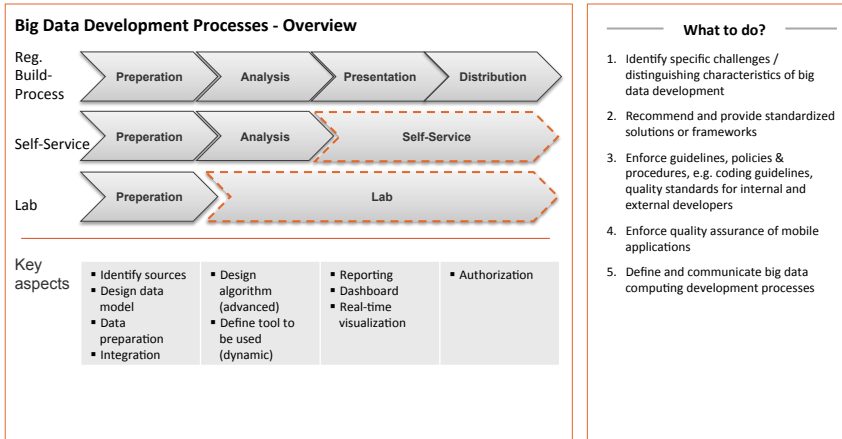 Big Data Development Processes - Overview
Reg.
Build-
Process
Preperation
Analysis
Presentation
Distribution
Self-Service
Preperation
Analysis
Self-Service
Lab
Preperation
Lab
Key
aspects
▪ Identify sources
▪ Design data
model
▪ Data
preparation
▪ Integration
▪ Design
algorithm
(advanced)
▪ Define tool to
be used
(dynamic)
▪ Reporting
▪ Dashboard
▪ Real-time
visualization
▪ Authorization
What to do?
1. Identify specific challenges /
distinguishing characteristics of big
data development
2. Recommend and provide standardized
solutions or frameworks
3. Enforce guidelines, policies &
procedures, e.g. coding guidelines,
quality standards for internal and
external developers
4. Enforce quality assurance of mobile
applications
5. Define and communicate big data
computing development processes